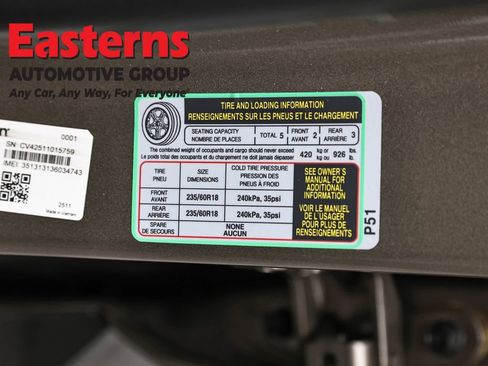 Easterns
AUTOMOTIVE GROUP
Any Car, Any Way, For Everyone
0001
SN: CV42511015759
IMEI: 351313136034743
2511
Made in Vietnam
TIRE AND LOADING INFORMATION
RENSEIGNEMENTS SUR LES PNEUS ET LE CHARGEMENT
SEATING CAPACITY
NOMBRE DE PLACES
TOTAL 5
FRONT
AVANT 2
REAR
ARRIÈRE 3
The combined weight of occupants and cargo should never exceed
Le poids total des occupants et du chargement ne doit jamais dépasser
420 kg or kg ou 926 lbs. lb.
TIRE
PNEU
SIZE
DIMENSIONS
COLD TIRE PRESSURE
PRESSION DES
PNEUS À FROID
FRONT
AVANT
235/60R18
240kPa, 35psi
REAR
ARRIÈRE
235/60R18
240kPa, 35psi
SPARE
DE SECOURS
NONE
AUCUN
SEE OWNER'S
MANUAL FOR
ADDITIONAL
INFORMATION
VOIR LE MANUEL
DE L'USAGER
POUR PLUS DE
RENSEIGNEMENTS
P51